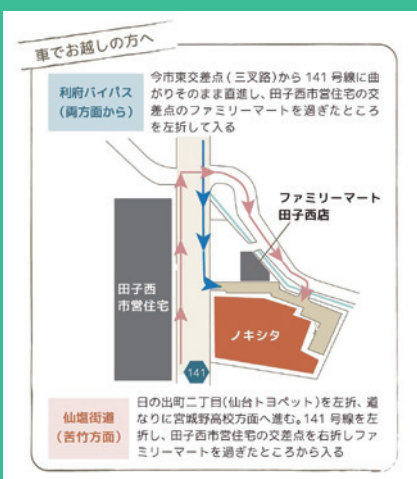 車でお越しの方へ
利府バイパス
(両方面から)
今市東交差点(三叉路)から 141 号線に曲
がりそのまま直進し、田子西市営住宅の交
差点のファミリーマートを過ぎたところ
を左折して入る
ファミリーマート
田子西店
田子西
市営住宅
ノキシタ
141
仙塩街道
(苦竹方面)
日の出町二丁目(仙台トヨペット)を左折、道
なりに宮城野高校方面へ進む。141 号線を左
折し、田子西市営住宅の交差点を右折しファ
ミリーマートを過ぎたところから入る